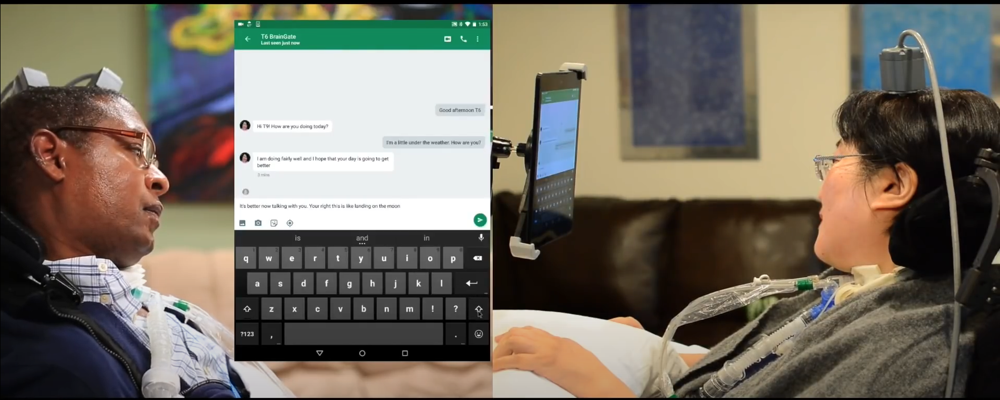 1:53
T6 BrainGate
Last seen just now
Good afternoon T6
Hi T9! How are you doing today?
I'm a little under the weather. How are you?
I am doing fairly well and I hope that your day is going to get
better
3 mins
It's better now talking with you. Your right this is like landing on the moon
is and in
q w e r t y u i o p
a s d f g h j k l
z x c v b n m ! ?
?123 , .